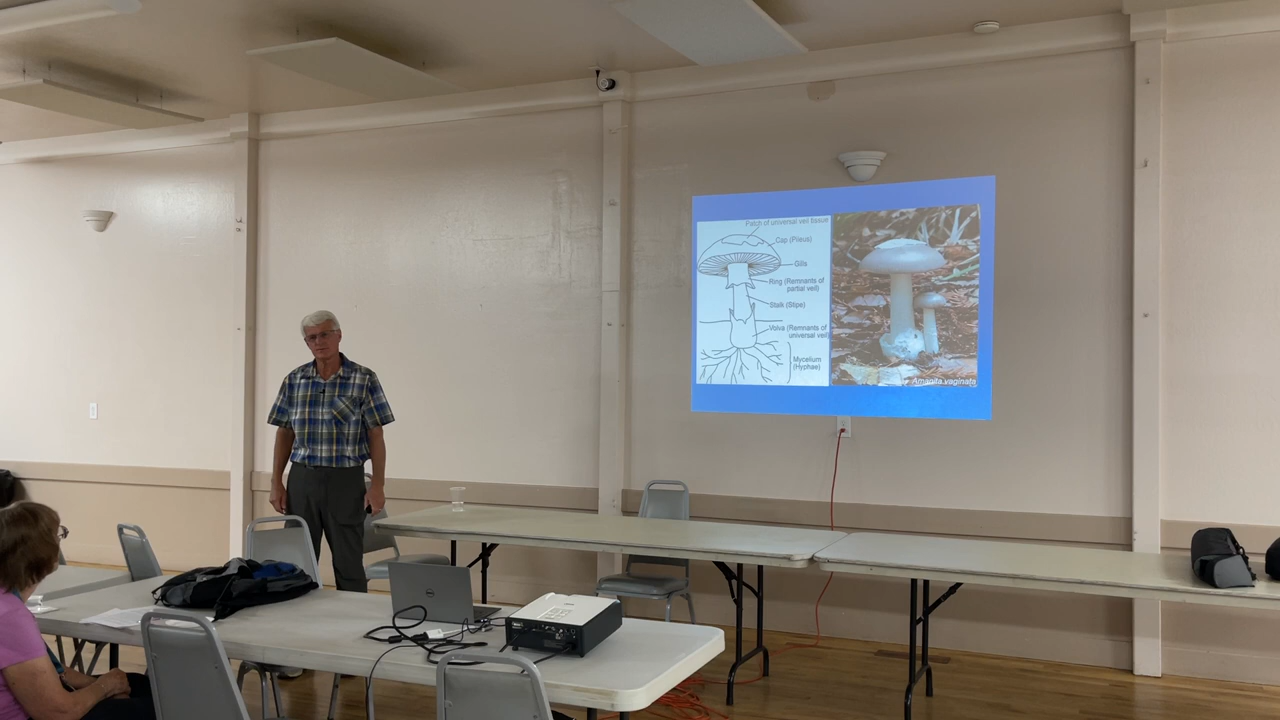 Patch of universal veil tissue
Cap (Pileus)
Gills
Ring (Remnants of
partial veil)
Stalk (Stipe)
Volva (Remnants of
universal veil)
Mycelium
(Hyphae)
Amanita vaginata
DELL